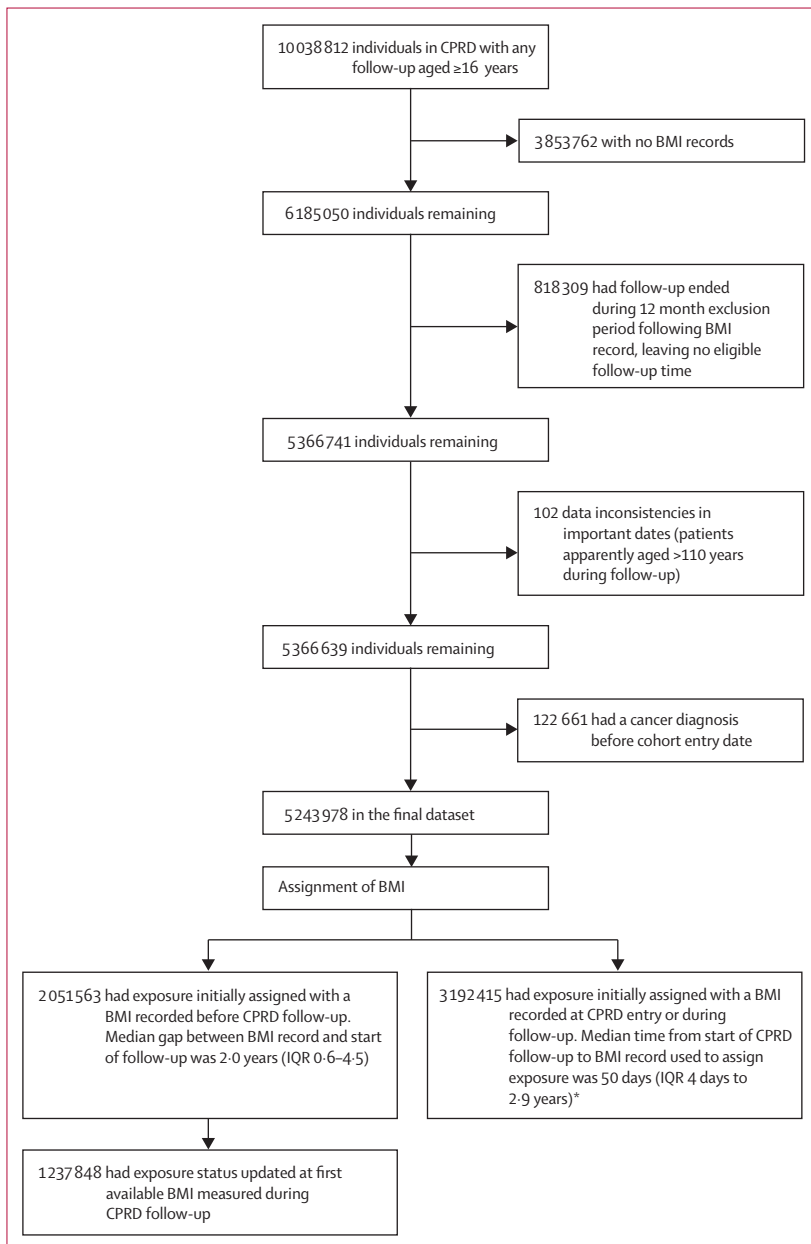 10 038 812 individuals in CPRD with any
follow-up aged ≥16 years
3 853 762 with no BMI records
6 185 050 individuals remaining
818 309 had follow-up ended
during 12 month exclusion
period following BMI
record, leaving no eligible
follow-up time
5 366 741 individuals remaining
102 data inconsistencies in
important dates (patients
apparently aged >110 years
during follow-up)
5 366 639 individuals remaining
122 661 had a cancer diagnosis
before cohort entry date
5 243 978 in the final dataset
Assignment of BMI
2 051 563 had exposure initially assigned with a
BMI recorded before CPRD follow-up.
Median gap between BMI record and start
of follow-up was 2·0 years (IQR 0·6–4·5)
3 192 415 had exposure initially assigned with a BMI
recorded at CPRD entry or during
follow-up. Median time from start of CPRD
follow-up to BMI record used to assign
exposure was 50 days (IQR 4 days to
2·9 years)*
1 237 848 had exposure status updated at first
available BMI measured during
CPRD follow-up